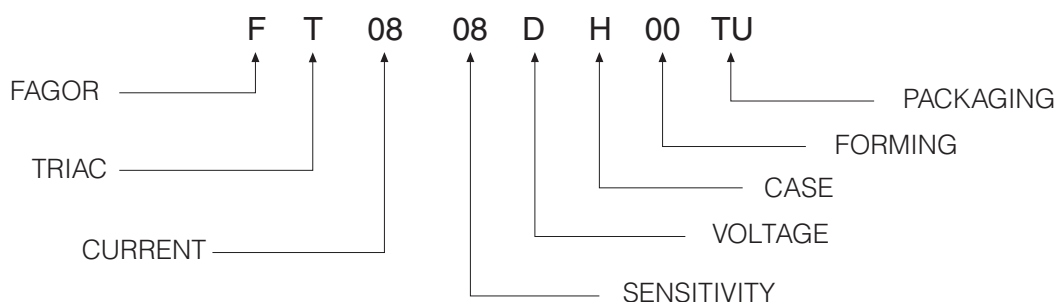 F T 08 08 D H 00 TU
FAGOR
PACKAGING
FORMING
TRIAC
CASE
VOLTAGE
CURRENT
SENSITIVITY